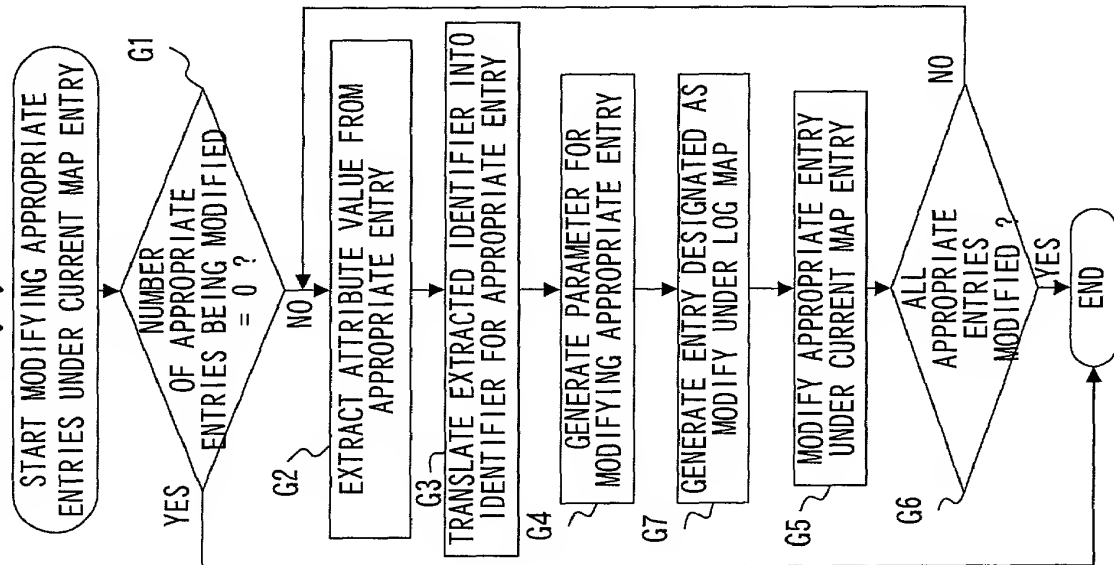 START MODIFYING APPROPRIATE
ENTRIES UNDER CURRENT MAP ENTRY
G1
NUMBER
OF APPROPRIATE
ENTRIES BEING MODIFIED
= 0 ?
YES
NO
G2
EXTRACT ATTRIBUTE VALUE FROM
APPROPRIATE ENTRY
G3
TRANSLATE EXTRACTED IDENTIFIER INTO
IDENTIFIER FOR APPROPRIATE ENTRY
G4
GENERATE PARAMETER FOR
MODIFYING APPROPRIATE ENTRY
G7
GENERATE ENTRY DESIGNATED AS
MODIFY UNDER LOG MAP
G5
MODIFY APPROPRIATE ENTRY
UNDER CURRENT MAP ENTRY
G6
ALL
APPROPRIATE
ENTRIES
MODIFIED ?
NO
YES
END